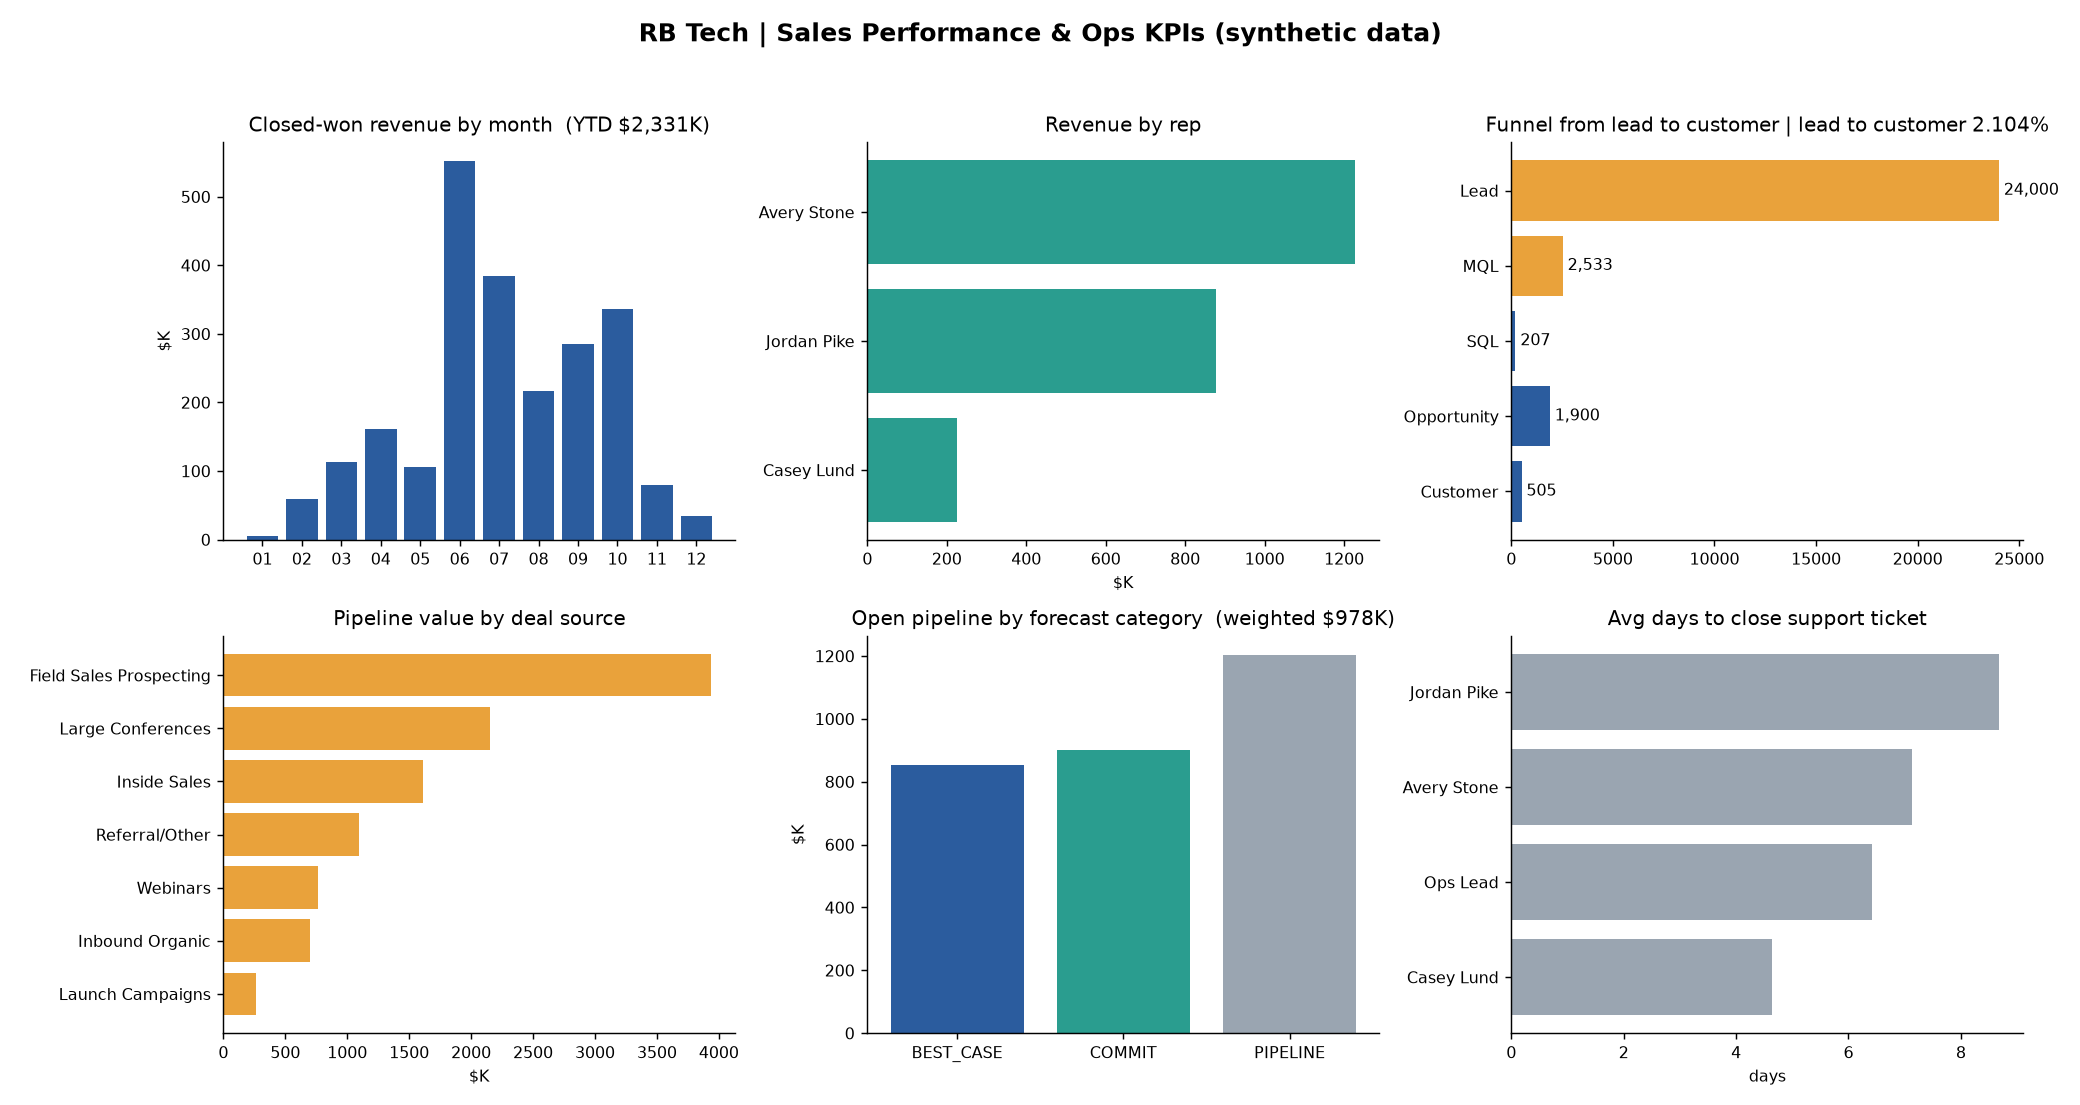 RB Tech | Sales Performance & Ops KPIs (synthetic data)
Closed-won revenue by month  (YTD $2,331K)
$K
500
400
300
200
100
0
01 02 03 04 05 06 07 08 09 10 11 12
Revenue by rep
Avery Stone
Jordan Pike
Casey Lund
0 200 400 600 800 1000 1200
$K
Funnel from lead to customer | lead to customer 2.104%
Lead 24,000
MQL 2,533
SQL 207
Opportunity 1,900
Customer 505
0 5000 10000 15000 20000 25000
Pipeline value by deal source
Field Sales Prospecting
Large Conferences
Inside Sales
Referral/Other
Webinars
Inbound Organic
Launch Campaigns
0 500 1000 1500 2000 2500 3000 3500 4000
$K
Open pipeline by forecast category  (weighted $978K)
$K
1200
1000
800
600
400
200
0
BEST_CASE COMMIT PIPELINE
Avg days to close support ticket
Jordan Pike
Avery Stone
Ops Lead
Casey Lund
0 2 4 6 8
days